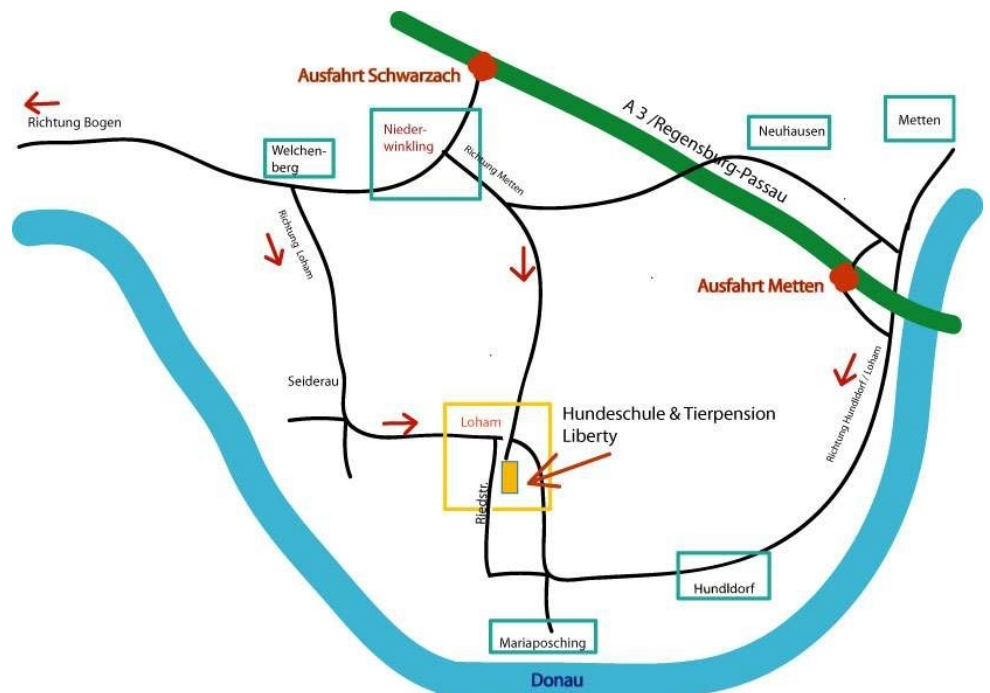 Ausfahrt Schwarzach
Richtung Bogen
Welchen-
berg
Nieder-
winkling
Richtung Metten
A 3 /Regensburg-Passau
Neuhausen
Metten
Richtung Loham
Ausfahrt Metten
Seiderau
Loham
Hundeschule & Tierpension
Liberty
Richtung Hundldorf / Loham
Riedstr.
Hundldorf
Mariaposching
Donau